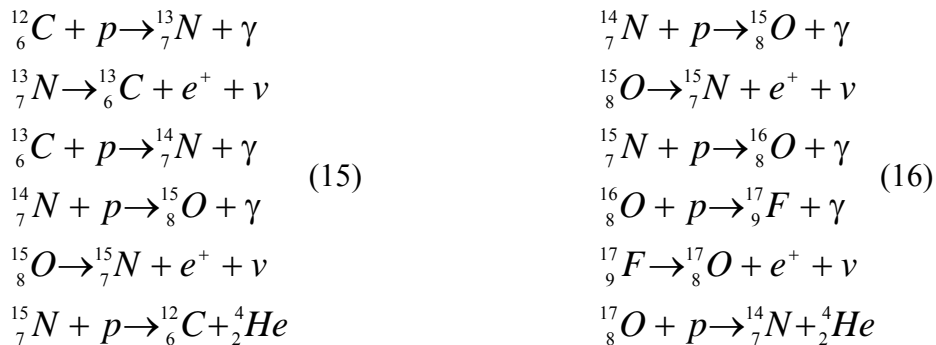 ¹²₆C + p→¹³₇N + γ
¹³₇N→¹³₆C + e⁺ + ν
¹³₆C + p→¹⁴₇N + γ
¹⁴₇N + p→¹⁵₈O + γ
¹⁵₈O→¹⁵₇N + e⁺ + ν
¹⁵₇N + p→¹²₆C+⁴₂He
(15)
¹⁴₇N + p→¹⁵₈O + γ
¹⁵₈O→¹⁵₇N + e⁺ + ν
¹⁵₇N + p→¹⁶₈O + γ
¹⁶₈O + p→¹⁷₉F + γ
¹⁷₉F→¹⁷₈O + e⁺ + ν
¹⁷₈O + p→¹⁴₇N+⁴₂He
(16)